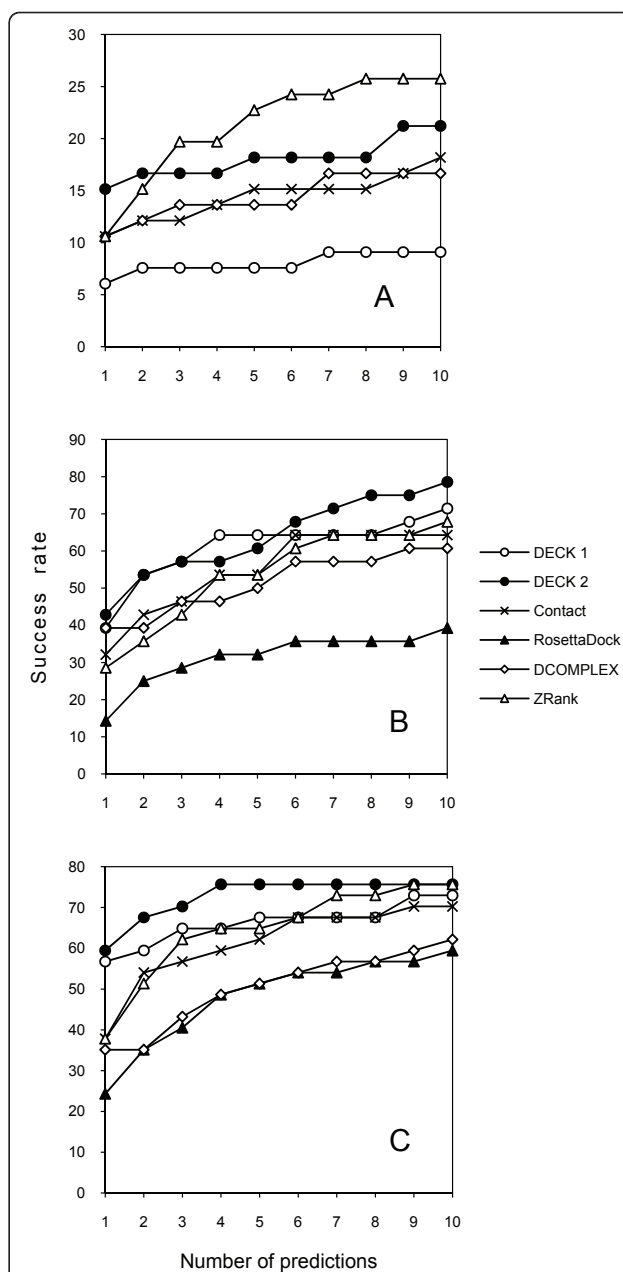 30
25
20
15
10
5
0
1 2 3 4 5 6 7 8 9 10
A
90
80
70
60
50
40
30
20
10
0
1 2 3 4 5 6 7 8 9 10
B
Success rate
DECK 1
DECK 2
Contact
RosettaDock
DCOMPLEX
ZRank
80
70
60
50
40
30
20
10
0
1 2 3 4 5 6 7 8 9 10
C
Number of predictions